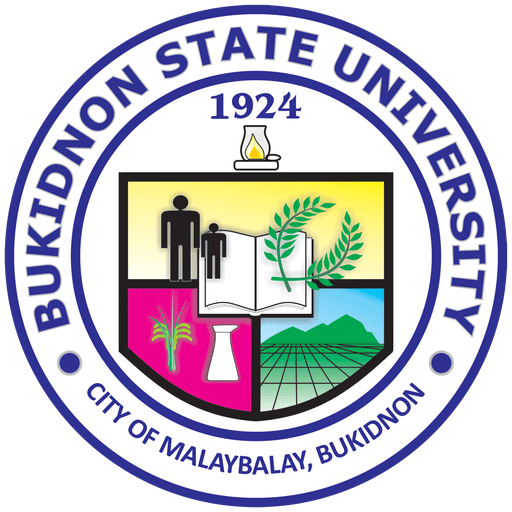 BUKIDNON STATE UNIVERSITY
1924
CITY OF MALAYBALAY, BUKIDNON